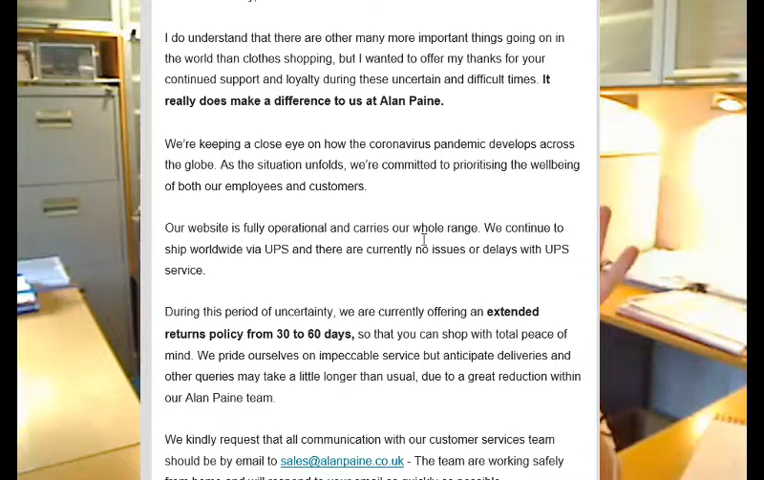 I do understand that there are other many more important things going on in
the world than clothes shopping, but I wanted to offer my thanks for your
continued support and loyalty during these uncertain and difficult times. It
really does make a difference to us at Alan Paine.
We're keeping a close eye on how the coronavirus pandemic develops across
the globe. As the situation unfolds, we're committed to prioritising the wellbeing
of both our employees and customers.
Our website is fully operational and carries our whole range. We continue to
ship worldwide via UPS and there are currently no issues or delays with UPS
service.
During this period of uncertainty, we are currently offering an extended
returns policy from 30 to 60 days, so that you can shop with total peace of
mind. We pride ourselves on impeccable service but anticipate deliveries and
other queries may take a little longer than usual, due to a great reduction within
our Alan Paine team.
We kindly request that all communication with our customer services team
should be by email to sales@alanpaine.co.uk - The team are working safely